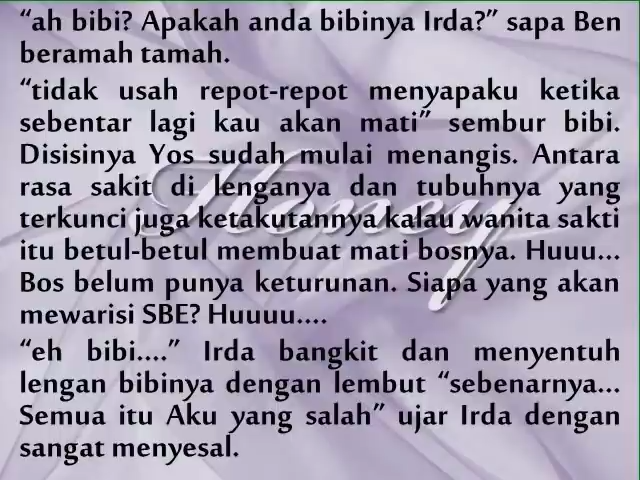 “ah bibi? Apakah anda bibinya Irda?” sapa Ben
beramah tamah.
“tidak usah repot-repot menyapaku ketika
sebentar lagi kau akan mati” sembur bibi.
Disisinya Yos sudah mulai menangis. Antara
rasa sakit di lenganya dan tubuhnya yang
terkunci juga ketakutannya kalau wanita sakti
itu betul-betul membuat mati bosnya. Huuu...
Bos belum punya keturunan. Siapa yang akan
mewarisi SBE? Huuuu....
“eh bibi....” Irda bangkit dan menyentuh
lengan bibinya dengan lembut “sebenarnya...
Semua itu Aku yang salah” ujar Irda dengan
sangat menyesal.
Honey